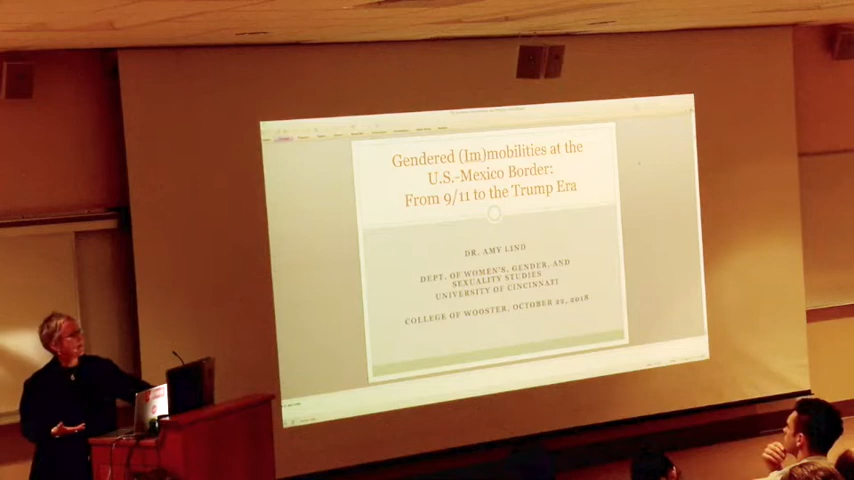 Gendered (Im)mobilities at the
U.S.-Mexico Border:
From 9/11 to the Trump Era
DR. AMY LIND
DEPT. OF WOMEN'S, GENDER, AND
SEXUALITY STUDIES
UNIVERSITY OF CINCINNATI
COLLEGE OF WOOSTER, OCTOBER 22, 2018